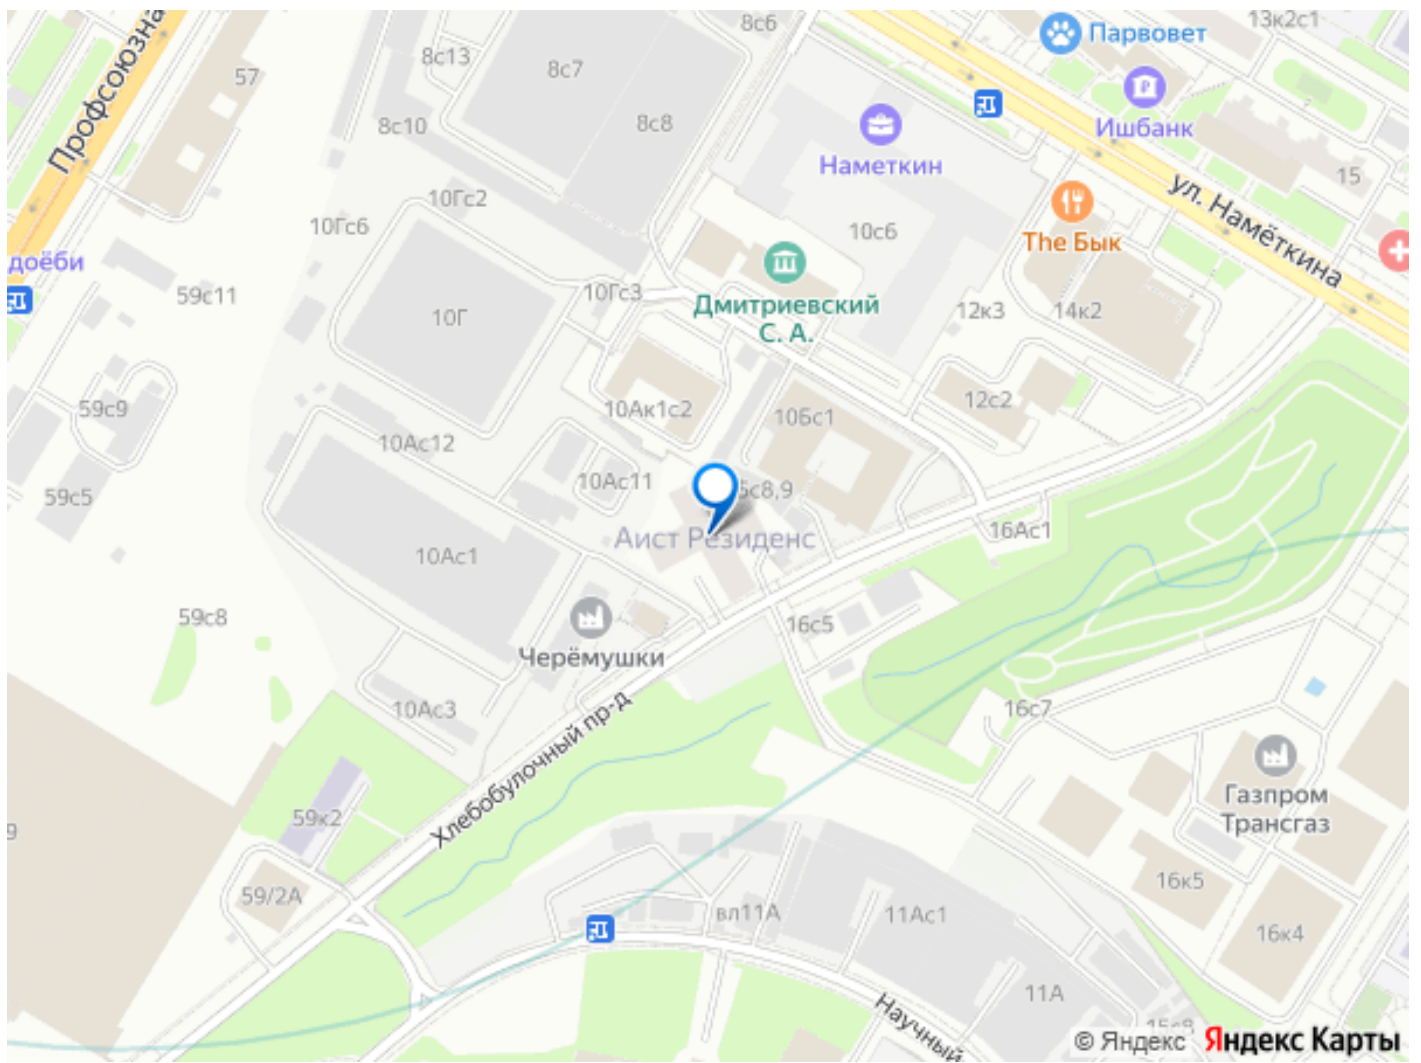 8с6
13к2с1
Парвовет
8с13
8с7
57
Профсоюзна
Ишбанк
8с10
8с8
Наметкин
15
ул. Намёткина
10Гс2
10Гс6
10с6
The Бык
доёби
59с11
10Гс3
Дмитриевский
С. А.
10Г
12к3
14к2
59с9
10Ак1с2
12с2
10Бс1
10Ас12
59с5
10Ас11
5с8,9
16Ас1
Аист Резиденс
10Ас1
59с8
16с5
Черёмушки
10Ас3
16с7
Хлебобулочный пр-д
Газпром
Трансгаз
59к2
9
16к5
59/2А
вл11А
11Ас1
16к4
11А
Научный
15с8
© Яндекс Яндекс Карты